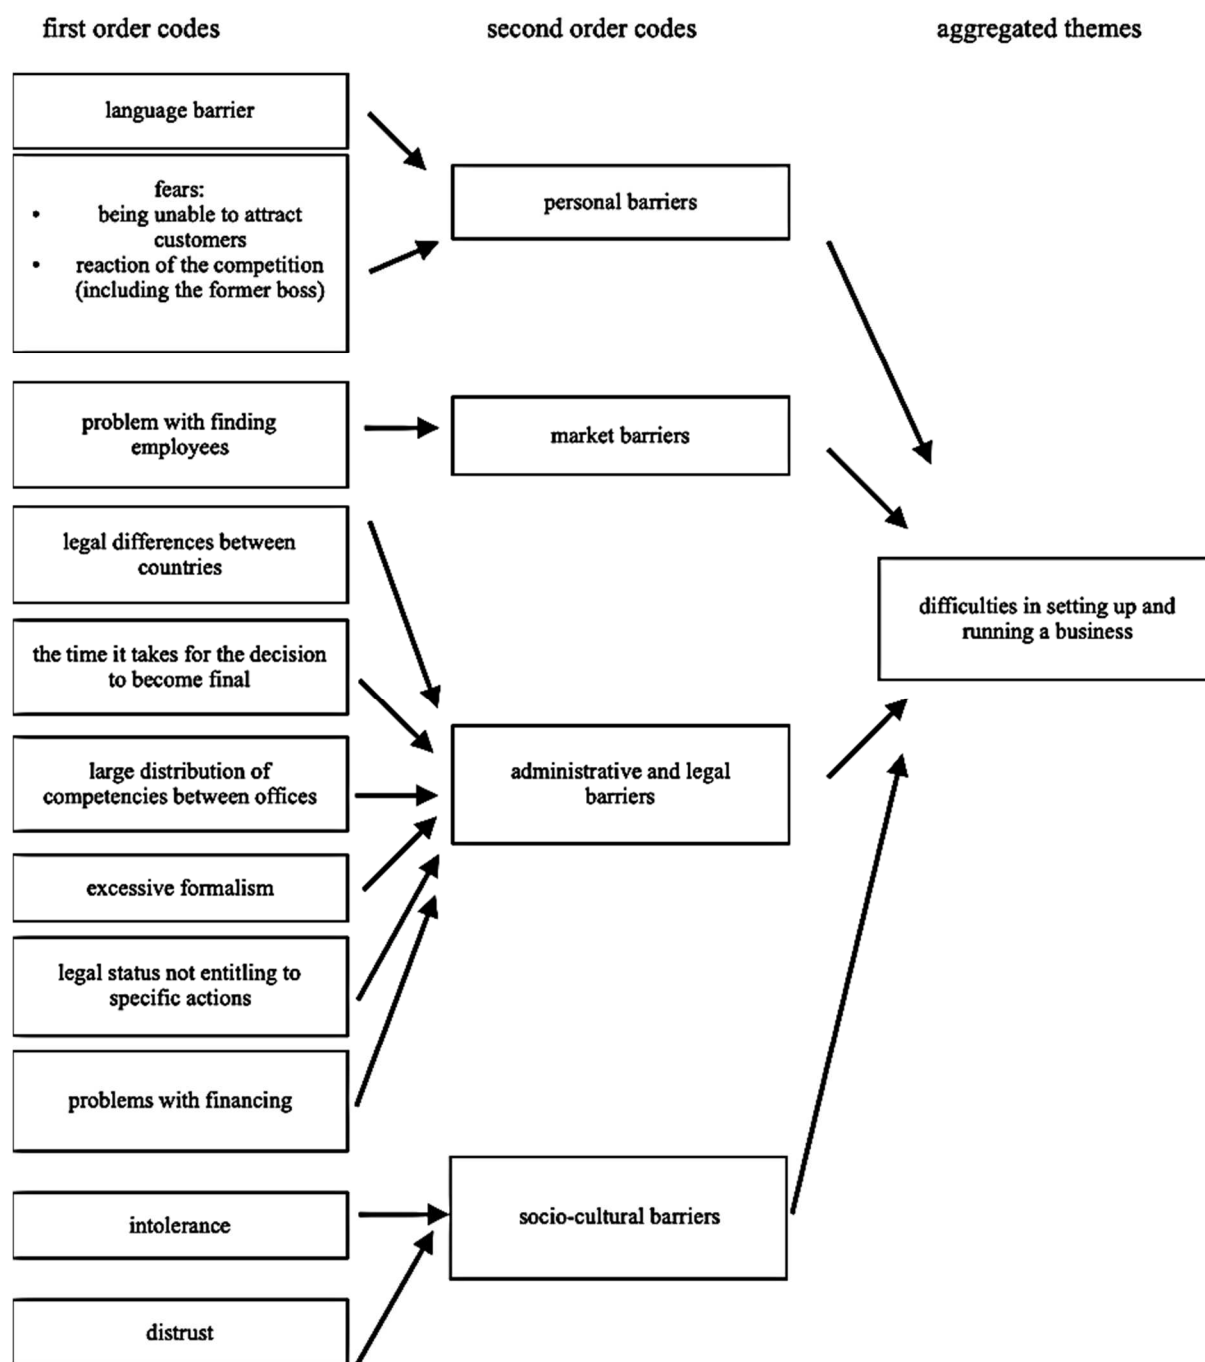 first order codes
second order codes
aggregated themes
language barrier
fears:
• being unable to attract
customers
• reaction of the competition
(including the former boss)
personal barriers
problem with finding
employees
market barriers
legal differences between
countries
difficulties in setting up and
running a business
the time it takes for the decision
to become final
large distribution of
competencies between offices
administrative and legal
barriers
excessive formalism
legal status not entitling to
specific actions
problems with financing
intolerance
socio-cultural barriers
distrust